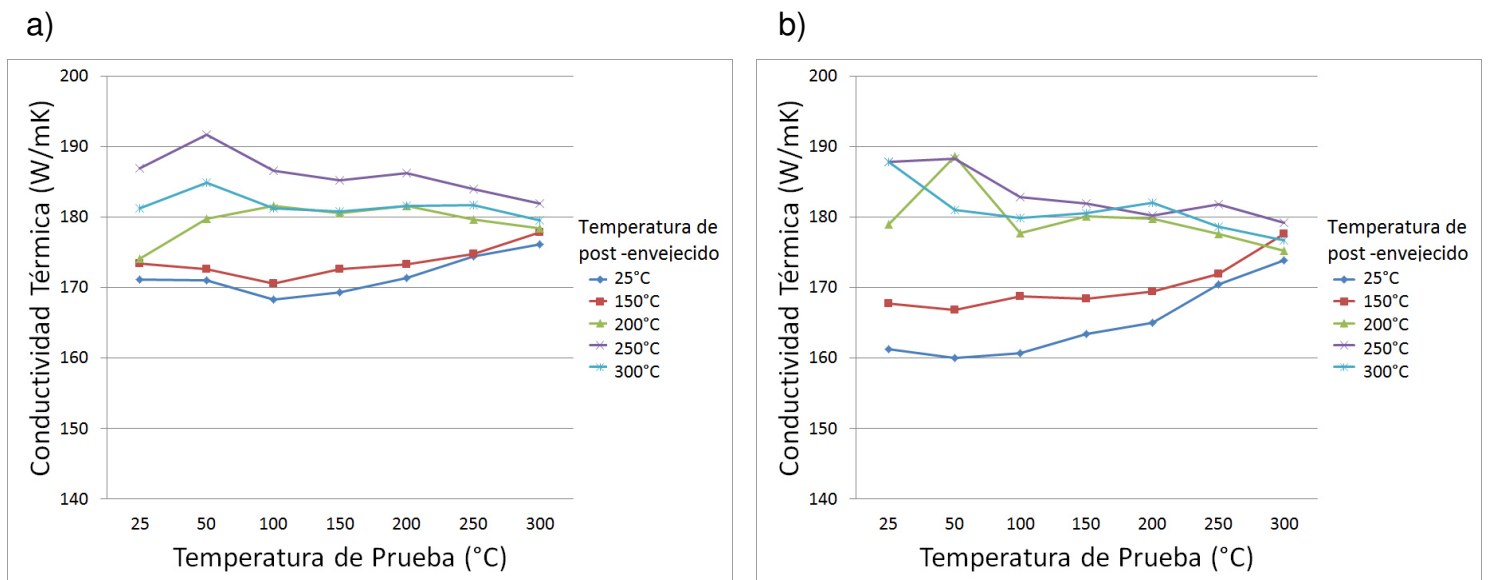 a)
200
190
180
170
160
150
140
Conductividad Térmica (W/mK)
25 50 100 150 200 250 300
Temperatura de Prueba (°C)
Temperatura de
post -envejecido
25°C
150°C
200°C
250°C
300°C
b)
200
190
180
170
160
150
140
Conductividad Térmica (W/mK)
25 50 100 150 200 250 300
Temperatura de Prueba (°C)
Temperatura de
post -envejecido
25°C
150°C
200°C
250°C
300°C